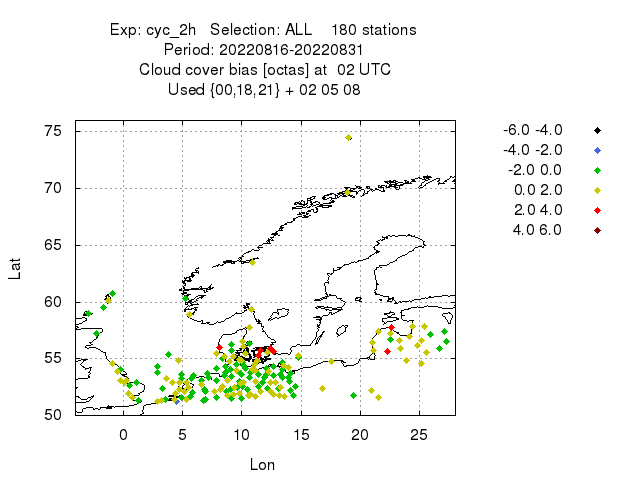 Exp: cyc_2h   Selection: ALL    180 stations
Period: 20220816-20220831
Cloud cover bias [octas] at  02 UTC
Used {00,18,21} + 02 05 08
-6.0 -4.0
-4.0 -2.0
-2.0 0.0
0.0 2.0
2.0 4.0
4.0 6.0
75
70
65
60
55
50
Lat
0 5 10 15 20 25
Lon